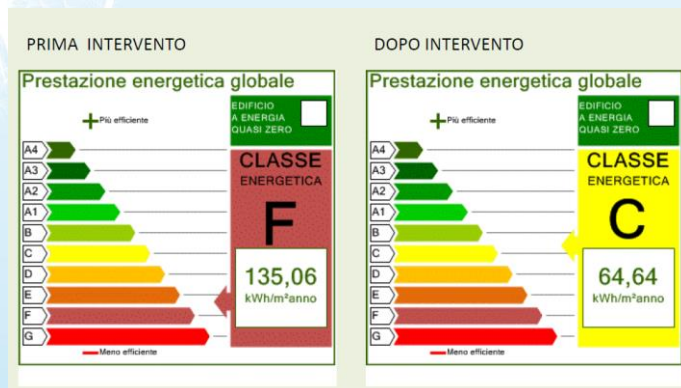 PRIMA INTERVENTO
Prestazione energetica globale
Più efficiente
EDIFICIO
A ENERGIA
QUASI ZERO
A4
A3
A2
A1
B
C
D
E
F
G
CLASSE
ENERGETICA
F
135,06
kWh/m²anno
Meno efficiente
DOPO INTERVENTO
Prestazione energetica globale
Più efficiente
EDIFICIO
A ENERGIA
QUASI ZERO
A4
A3
A2
A1
B
C
D
E
F
G
CLASSE
ENERGETICA
C
64,64
kWh/m²anno
Meno efficiente